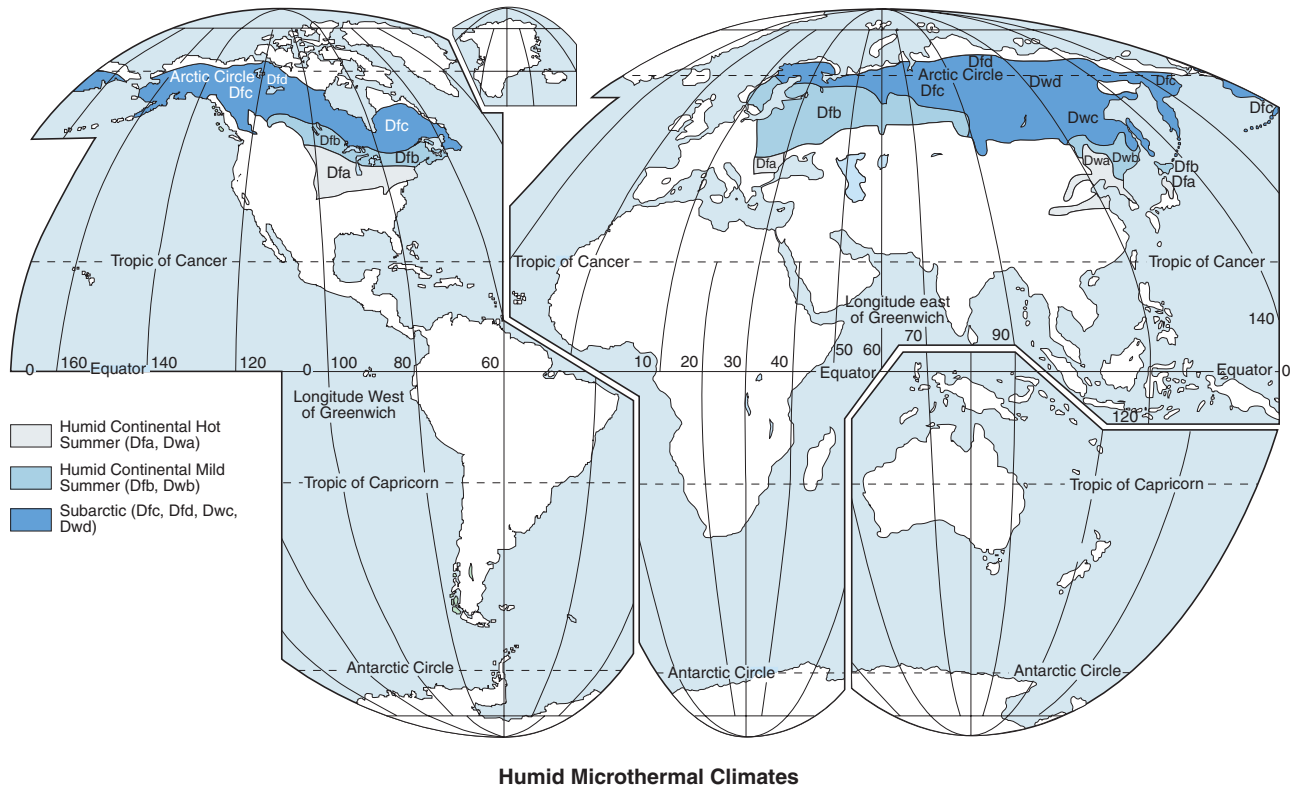 Arctic Circle
Dfd
Dfc
Dfc
Dfb
Dfb
Dfa
Tropic of Cancer
160
140
120
100
80
60
0
Equator
0
Longitude West
of Greenwich
Tropic of Capricorn
Antarctic Circle
Dfd
Arctic Circle
Dfc
Dwd
Dfc
Dfc
Dfb
Dwc
Dfa
Dwa
Dwb
Dfb
Dfa
Tropic of Cancer
Tropic of Cancer
Longitude east
of Greenwich
10
20
30
40
50
60
70
90
140
Equator
Equator
0
120
Tropic of Capricorn
Antarctic Circle
Antarctic Circle
Humid Continental Hot
Summer (Dfa, Dwa)
Humid Continental Mild
Summer (Dfb, Dwb)
Subarctic (Dfc, Dfd, Dwc,
Dwd)
Humid Microthermal Climates